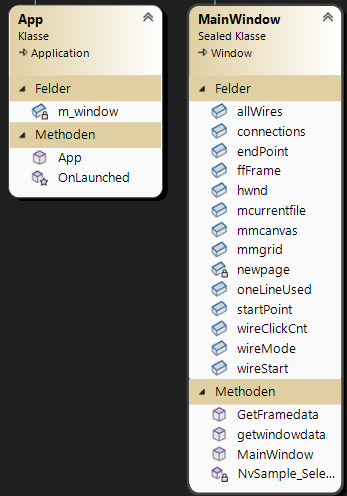 App
Klasse
Application
Felder
m_window
Methoden
App
OnLaunched
MainWindow
Sealed Klasse
Window
Felder
allWires
connections
endPoint
ffFrame
hwnd
mcurrentfile
mmcanvas
mmgrid
newpage
oneLineUsed
startPoint
wireClickCnt
wireMode
wireStart
Methoden
GetFramedata
getwindowdata
MainWindow
NvSample_Sele...